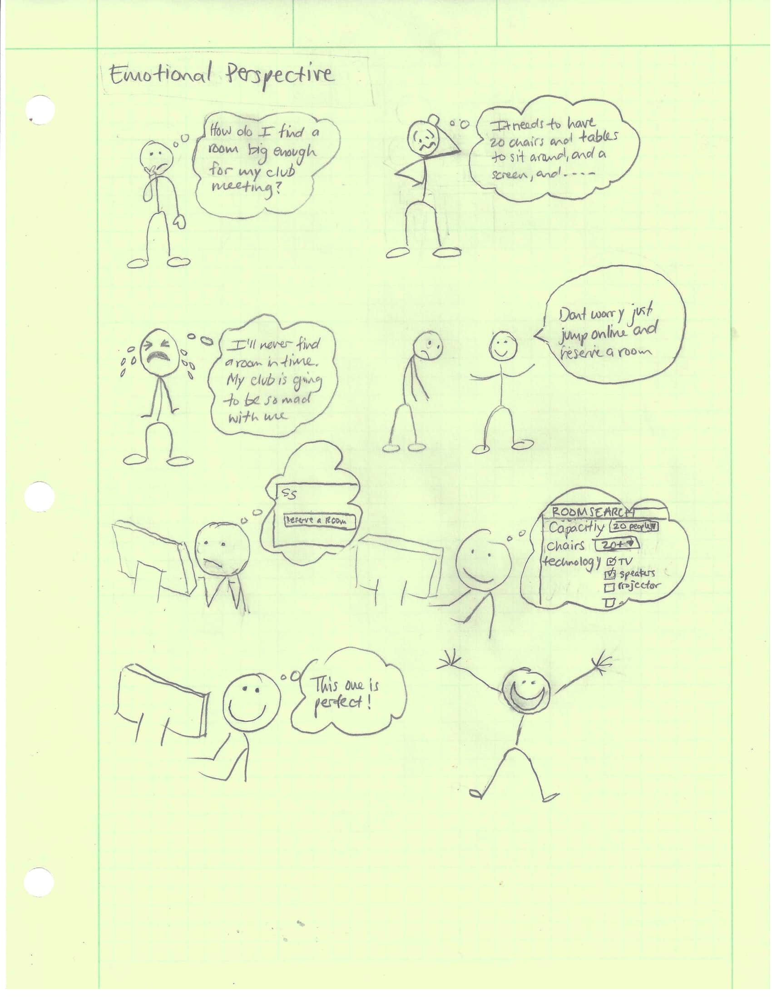 Emotional Perspective
How do I find a
room big enough
for my club
meeting?
It needs to have
20 chairs and tables
to sit around, and a
screen, and....
I'll never find
a room in time.
My club is going
to be so mad
with me
Dont worry just
jump online and
reserve a room
SS
Reserve a Room
ROOMSEARCH
Capacitiy 20 people
chairs 20+
technology TV
speakers
Projector
This one is
perfect!